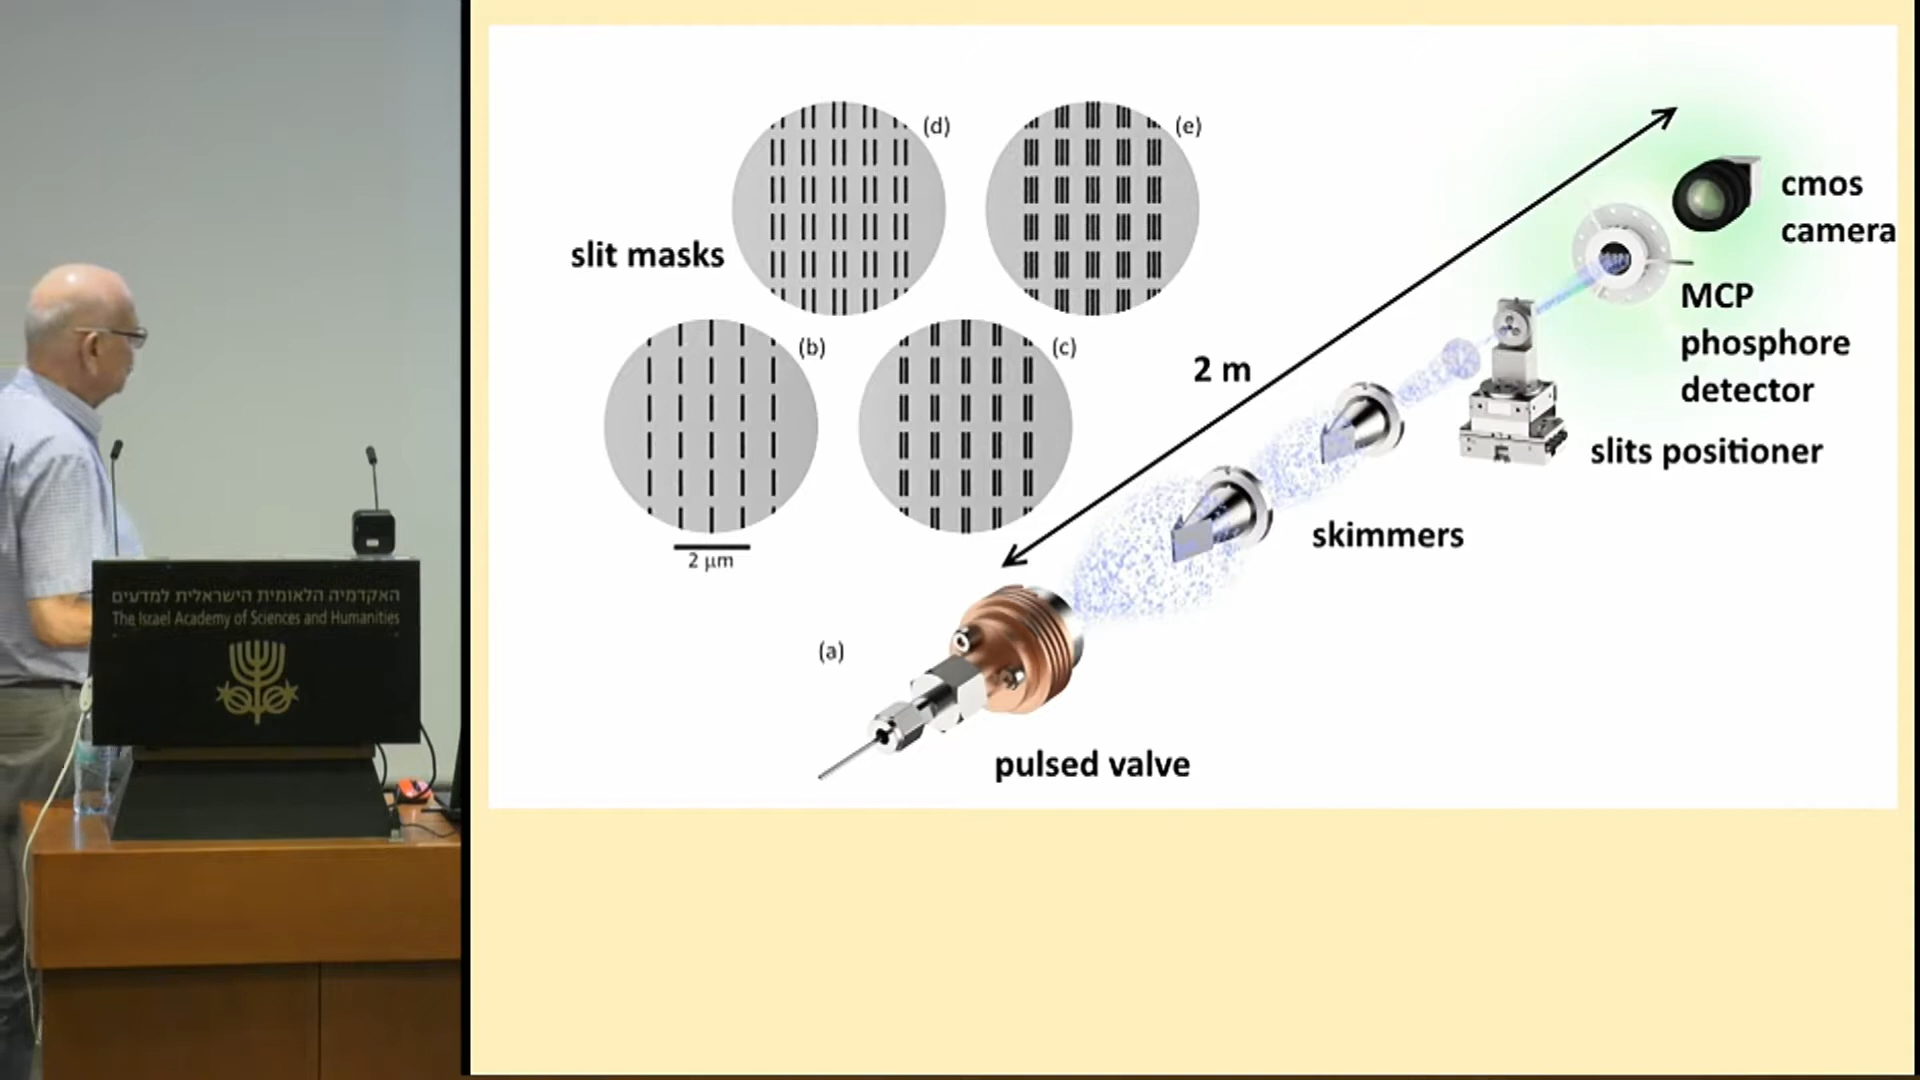 האקדמיה הלאומית הישראלית למדעים
The Israel Academy of Sciences and Humanities
(d)
(e)
slit masks
(b)
(c)
2 μm
2 m
cmos
camera
MCP
phosphore
detector
slits positioner
skimmers
(a)
pulsed valve